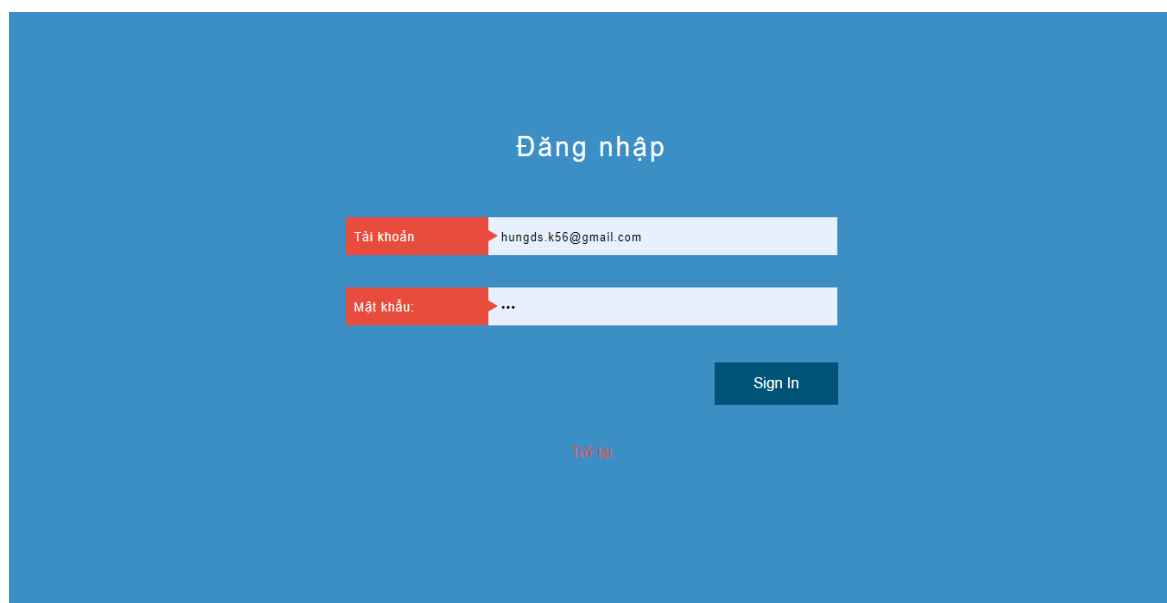 Đăng nhập
Tài khoản hungds.k56@gmail.com
Mật khẩu: •••
Sign In
Trở lại